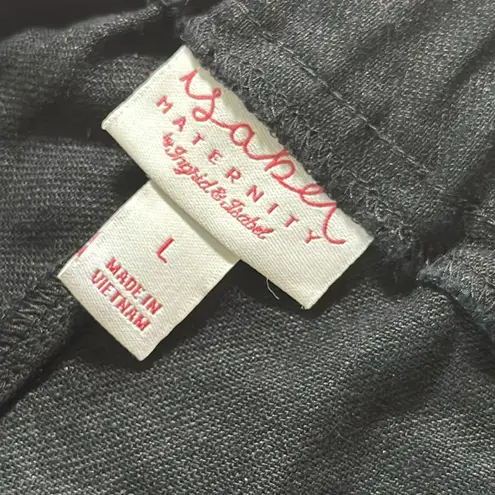 isabel
MATERNITY
by Ingrid & Isabel
L
MADE IN
VIETNAM